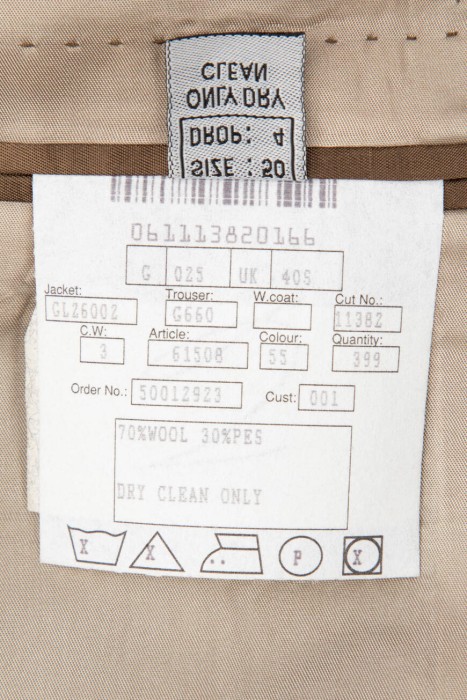 SIZE : 50
DROP: 4
ONLY DRY
CLEAN
061113820166
G 025 UK 40S
Jacket: Trouser: W.coat: Cut No.:
GLZ6002 G660 11382
C.W: Article: Colour: Quantity:
3 61508 55 399
Order No.: 50012923 Cust: 001
70%WOOL 30%PES
DRY CLEAN ONLY
X X P X